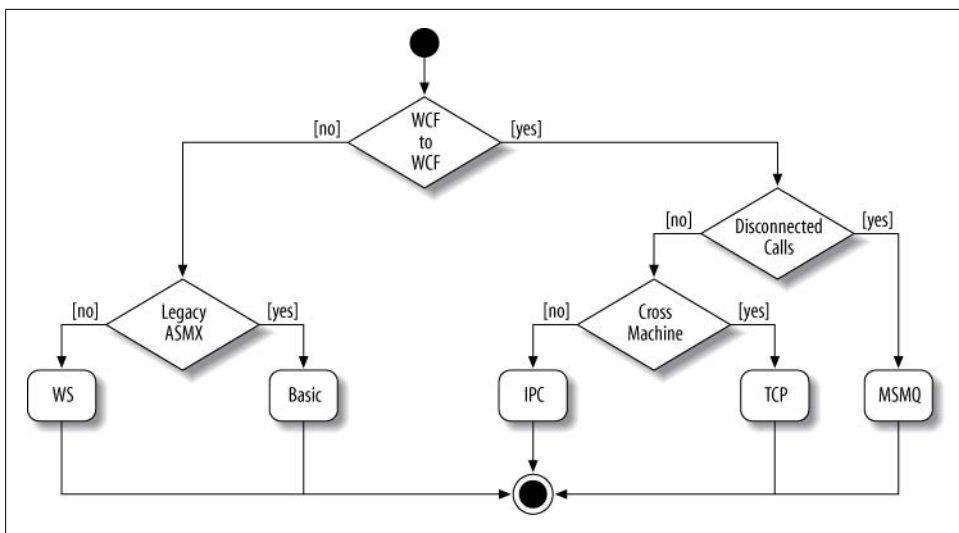 WCF
to
WCF
[no]
[yes]
Disconnected
Calls
[no]
[yes]
Legacy
ASMX
[no]
[yes]
Cross
Machine
[no]
[yes]
WS
Basic
IPC
TCP
MSMQ